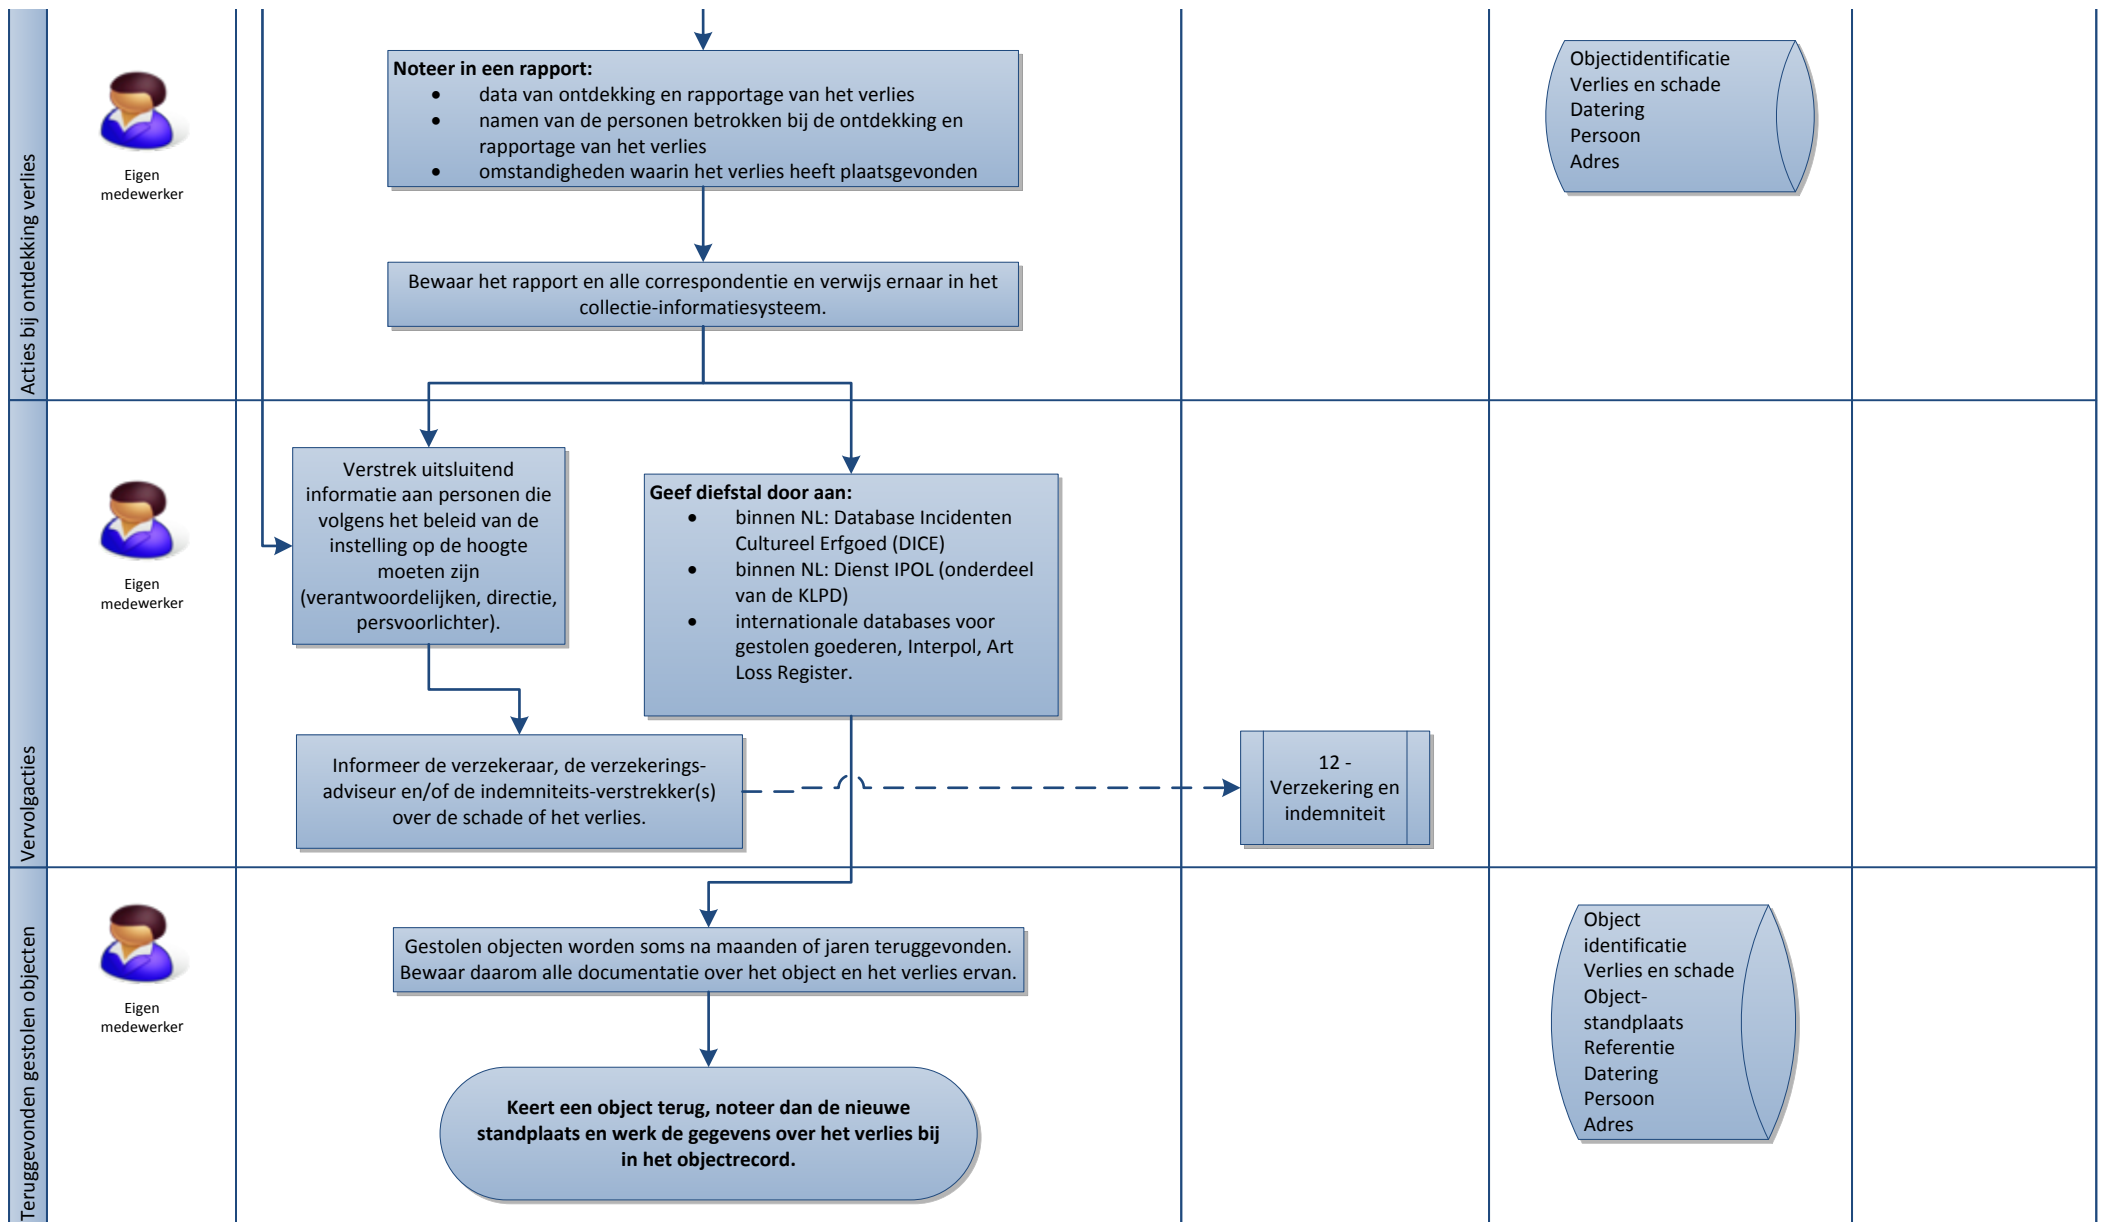 Acties bij ontdekking verlies
Eigen
medewerker
Noteer in een rapport:
• data van ontdekking en rapportage van het verlies
• namen van de personen betrokken bij de ontdekking en
rapportage van het verlies
• omstandigheden waarin het verlies heeft plaatsgevonden
Objectidentificatie
Verlies en schade
Datering
Persoon
Adres
Bewaar het rapport en alle correspondentie en verwijs ernaar in het
collectie-informatiesysteem.
Vervolgacties
Eigen
medewerker
Verstrek uitsluitend
informatie aan personen die
volgens het beleid van de
instelling op de hoogte
moeten zijn
(verantwoordelijken, directie,
persvoorlichter).
Geef diefstal door aan:
• binnen NL: Database Incidenten
Cultureel Erfgoed (DICE)
• binnen NL: Dienst IPOL (onderdeel
van de KLPD)
• internationale databases voor
gestolen goederen, Interpol, Art
Loss Register.
Informeer de verzekeraar, de verzekerings-
adviseur en/of de indemniteits-verstrekker(s)
over de schade of het verlies.
12 -
Verzekering en
indemniteit
Teruggevonden gestolen objecten
Eigen
medewerker
Gestolen objecten worden soms na maanden of jaren teruggevonden.
Bewaar daarom alle documentatie over het object en het verlies ervan.
Keert een object terug, noteer dan de nieuwe
standplaats en werk de gegevens over het verlies bij
in het objectrecord.
Object
identificatie
Verlies en schade
Object-
standplaats
Referentie
Datering
Persoon
Adres